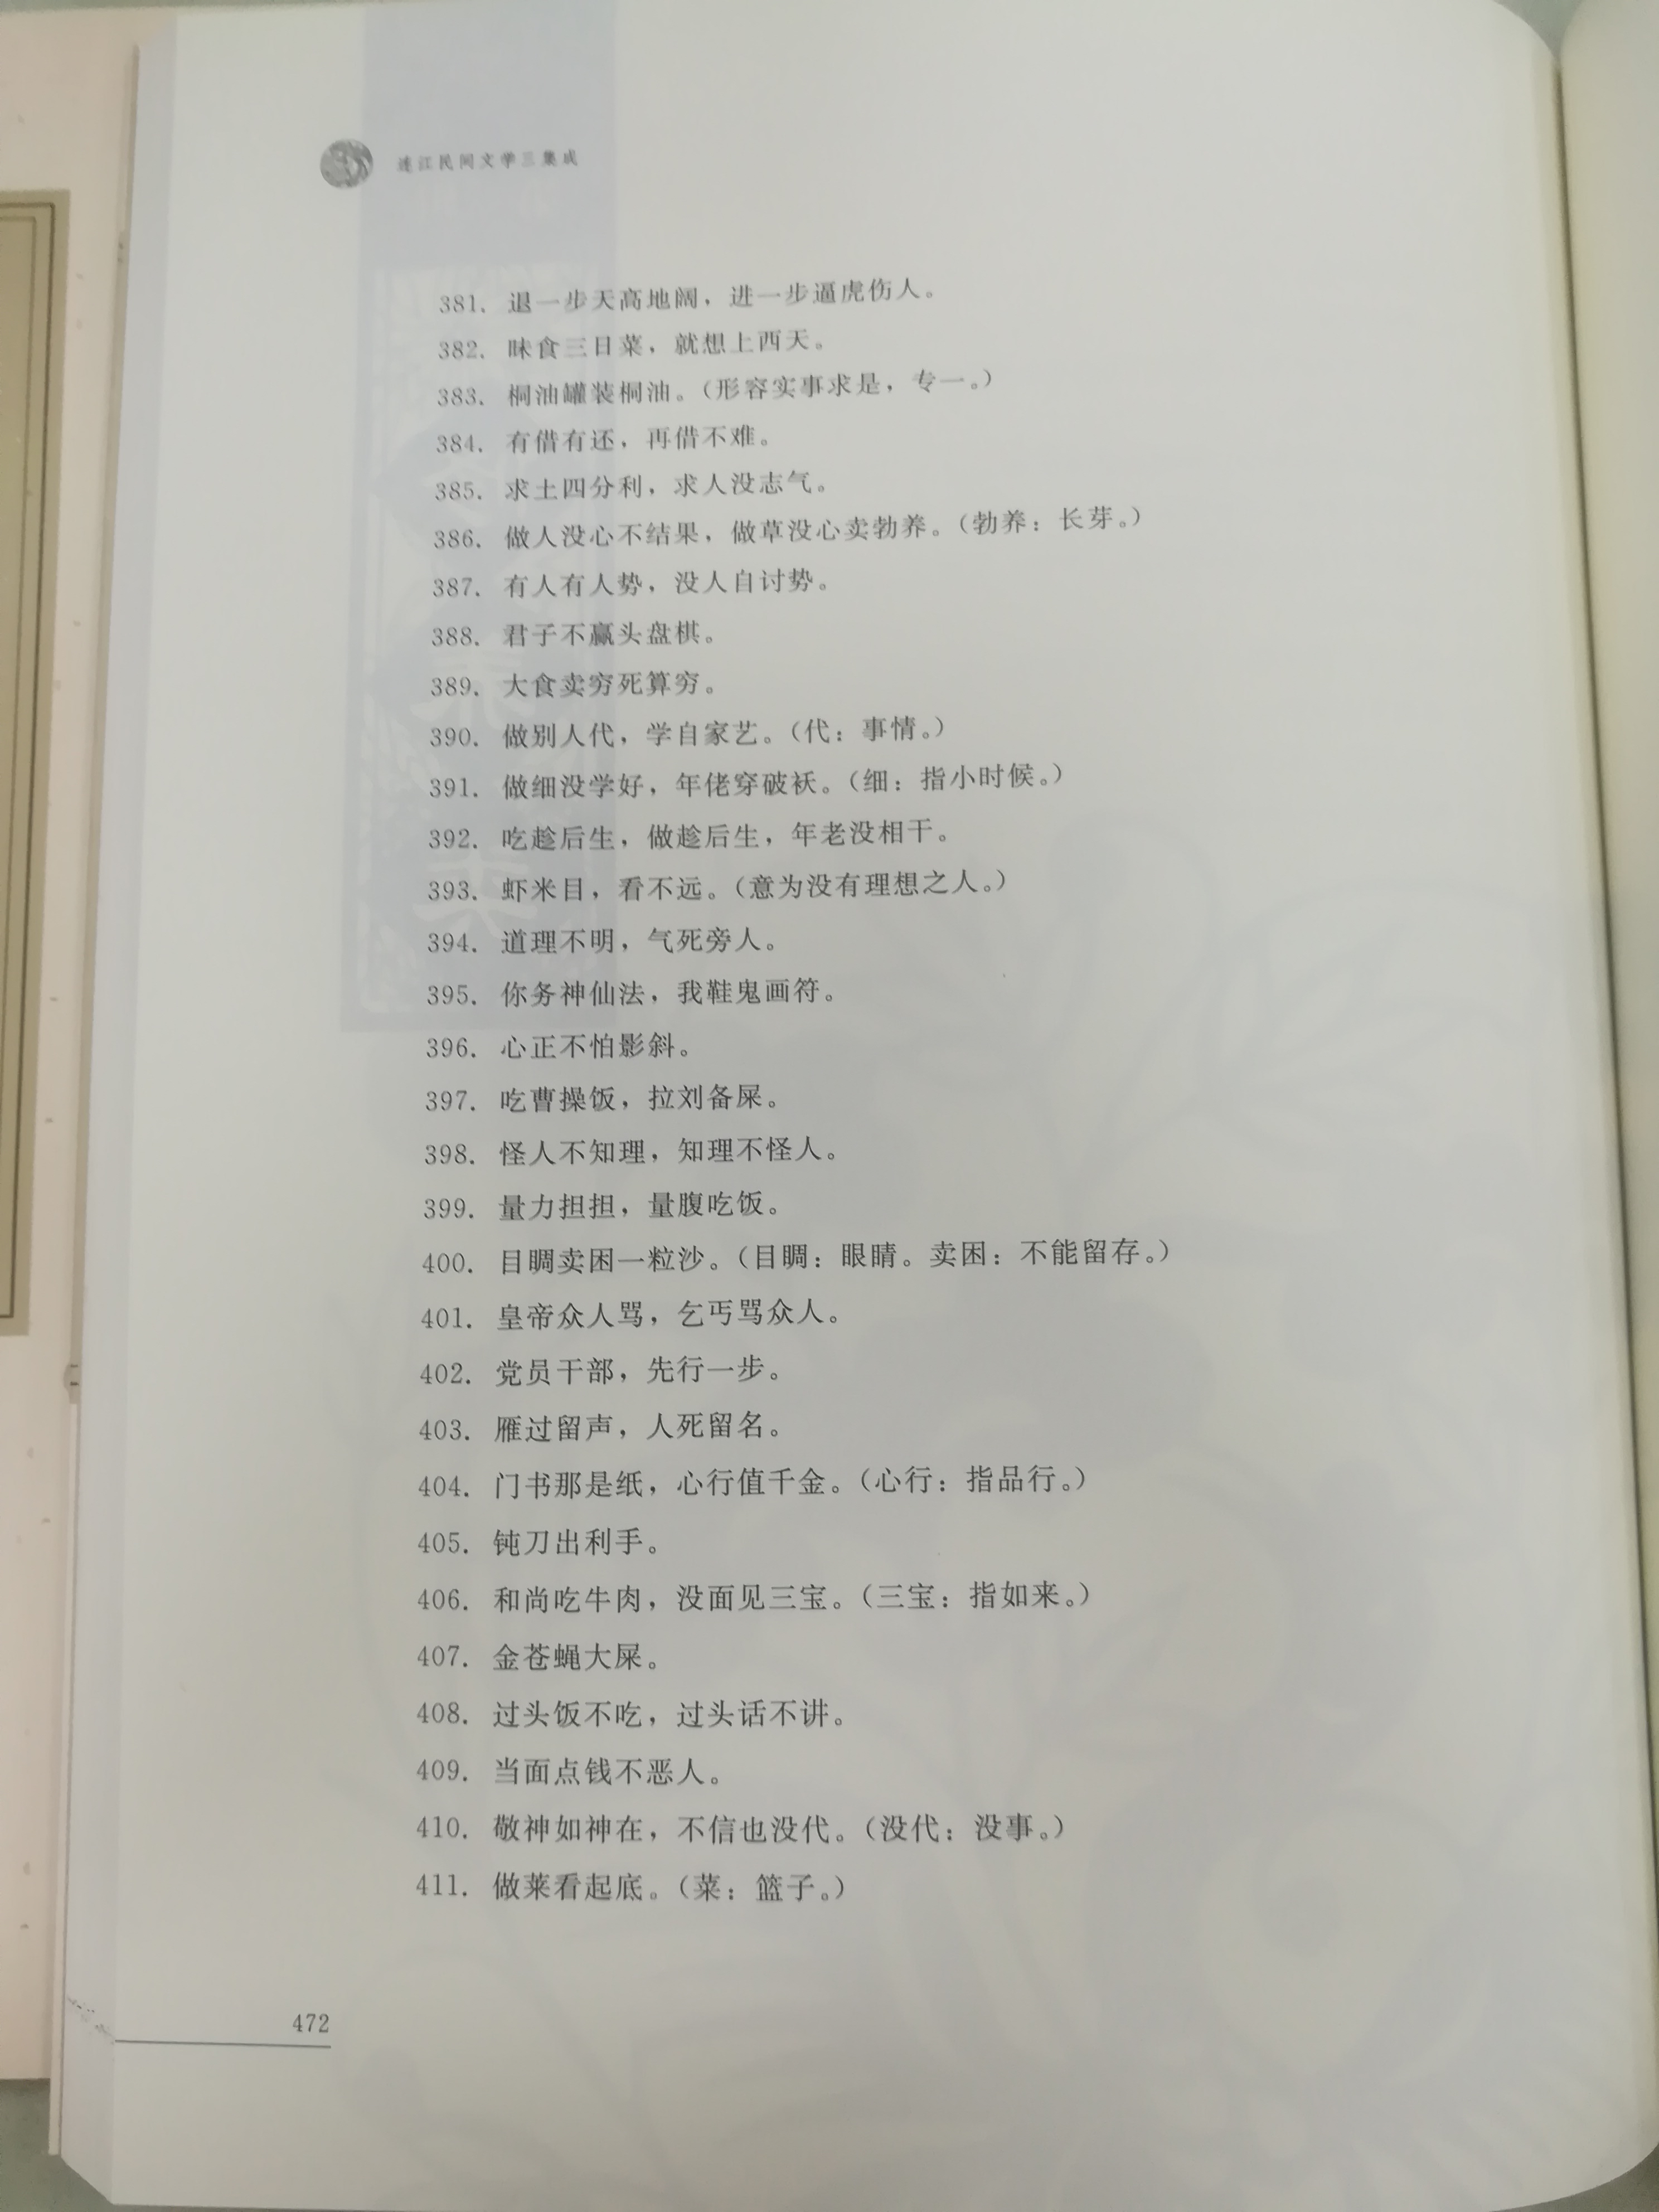 连江民间文学三集成
381. 退一步天高地阔，进一步逼虎伤人。
382. 昧食三日菜，就想上西天。
383. 桐油罐装桐油。（形容实事求是，专一。）
384. 有借有还，再借不难。
385. 求土四分利，求人没志气。
386. 做人没心不结果，做草没心卖勃养。（勃养：长芽。）
387. 有人有人势，没人自讨势。
388. 君子不赢头盘棋。
389. 大食卖穷死算穷。
390. 做别人代，学自家艺。（代：事情。）
391. 做细没学好，年佬穿破袄。（细：指小时候。）
392. 吃趁后生，做趁后生，年老没相干。
393. 虾米目，看不远。（意为没有理想之人。）
394. 道理不明，气死旁人。
395. 你务神仙法，我鞋鬼画符。
396. 心正不怕影斜。
397. 吃曹操饭，拉刘备屎。
398. 怪人不知理，知理不怪人。
399. 量力担担，量腹吃饭。
400. 目睭卖困一粒沙。（目睭：眼睛。卖困：不能留存。）
401. 皇帝众人骂，乞丐骂众人。
402. 党员干部，先行一步。
403. 雁过留声，人死留名。
404. 门书那是纸，心行值千金。（心行：指品行。）
405. 钝刀出利手。
406. 和尚吃牛肉，没面见三宝。（三宝：指如来。）
407. 金苍蝇大屎。
408. 过头饭不吃，过头话不讲。
409. 当面点钱不恶人。
410. 敬神如神在，不信也没代。（没代：没事。）
411. 做莱看起底。（菜：篮子。）
472